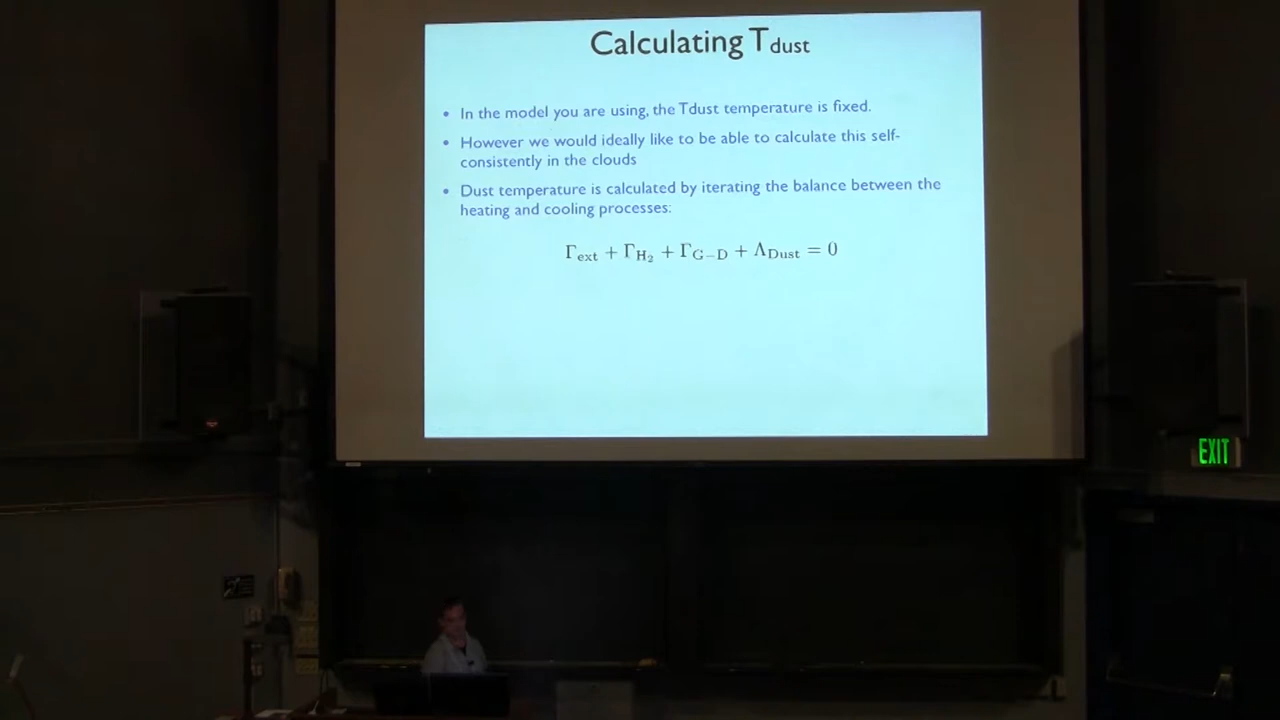 Calculating Tdust
• In the model you are using, the Tdust temperature is fixed.
• However we would ideally like to be able to calculate this self-
consistently in the clouds
• Dust temperature is calculated by iterating the balance between the
heating and cooling processes:
Γext + ΓH₂ + ΓG−D + ΛDust = 0
EXIT